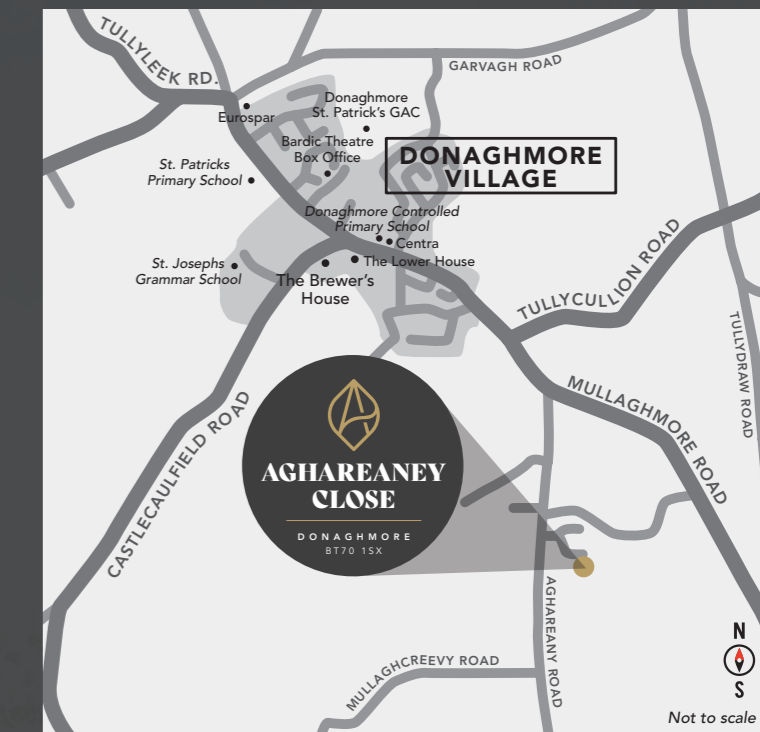 TULLYLEEK RD.
GARVAGH ROAD
Eurospar
Donaghmore
St. Patrick's GAC
Bardic Theatre
Box Office
DONAGHMORE
VILLAGE
St. Patricks
Primary School
Donaghmore Controlled
Primary School
Centra
The Lower House
St. Josephs
Grammar School
The Brewer's
House
TULLYCULLION ROAD
TULLYDRAW ROAD
MULLAGHMORE ROAD
CASTLECAULFIELD ROAD
AGHAREANEY
CLOSE
DONAGHMORE
BT70 1SX
AGHAREANY ROAD
MULLAGHCREEVY ROAD
N
S
Not to scale